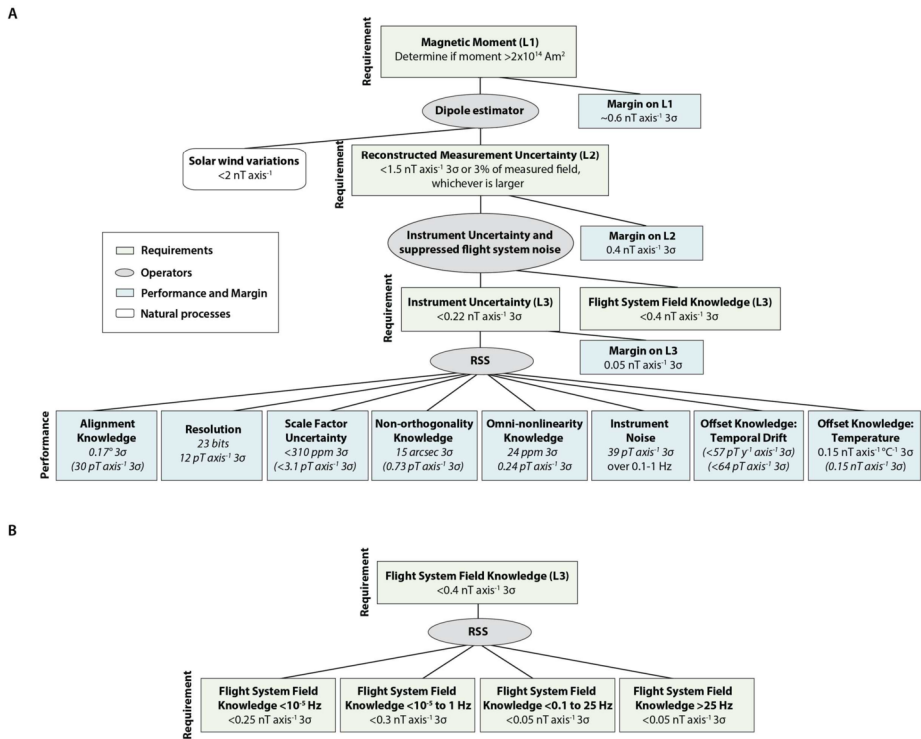 A
Requirement
Magnetic Moment (L1)
Determine if moment >2x10¹⁴ Am²
Dipole estimator
Margin on L1
~0.6 nT axis⁻¹ 3σ
Solar wind variations
<2 nT axis⁻¹
Requirement
Reconstructed Measurement Uncertainty (L2)
<1.5 nT axis⁻¹ 3σ or 3% of measured field,
whichever is larger
Instrument Uncertainty and
suppressed flight system noise
Margin on L2
0.4 nT axis⁻¹ 3σ
Requirements
Operators
Performance and Margin
Natural processes
Requirement
Instrument Uncertainty (L3)
<0.22 nT axis⁻¹ 3σ
Flight System Field Knowledge (L3)
<0.4 nT axis⁻¹ 3σ
RSS
Margin on L3
0.05 nT axis⁻¹ 3σ
Performance
Alignment
Knowledge
0.17° 3σ
(30 pT axis⁻¹ 3σ)
Resolution
23 bits
12 pT axis⁻¹ 3σ
Scale Factor
Uncertainty
<310 ppm 3σ
(<3.1 pT axis⁻¹ 3σ)
Non-orthogonality
Knowledge
15 arcsec 3σ
(0.73 pT axis⁻¹ 3σ)
Omni-nonlinearity
Knowledge
24 ppm 3σ
0.24 pT axis⁻¹ 3σ
Instrument
Noise
39 pT axis⁻¹ 3σ
over 0.1-1 Hz
Offset Knowledge:
Temporal Drift
(<57 pT y⁻¹ axis⁻¹ 3σ)
(<64 pT axis⁻¹ 3σ)
Offset Knowledge:
Temperature
0.15 nT axis⁻¹ °C⁻¹ 3σ
(0.15 nT axis⁻¹ 3σ)
B
Requirement
Flight System Field Knowledge (L3)
<0.4 nT axis⁻¹ 3σ
RSS
Requirement
Flight System Field
Knowledge <10⁻⁵ Hz
<0.25 nT axis⁻¹ 3σ
Flight System Field
Knowledge <10⁻⁵ to 1 Hz
<0.3 nT axis⁻¹ 3σ
Flight System Field
Knowledge <0.1 to 25 Hz
<0.05 nT axis⁻¹ 3σ
Flight System Field
Knowledge >25 Hz
<0.05 nT axis⁻¹ 3σ